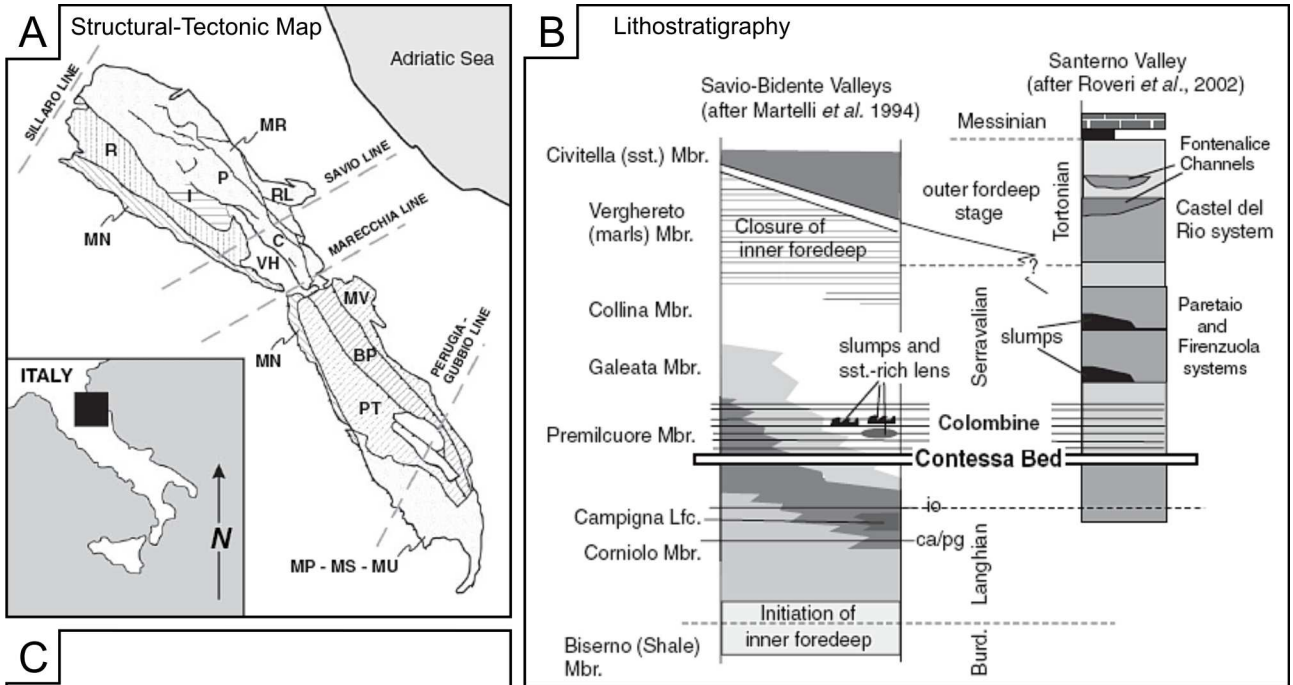 A
Structural-Tectonic Map
Adriatic Sea
SILLARO LINE
MR
R
P
SAVIO LINE
I
RL
MN
C
MARECCHIA LINE
VH
MV
MN
BP
PERUGIA -
GUBBIO LINE
PT
ITALY
N
MP - MS - MU
C
B
Lithostratigraphy
Savio-Bidente Valleys
(after Martelli et al. 1994)
Santerno Valley
(after Roveri et al., 2002)
Messinian
Civitella (sst.) Mbr.
Fontenalice
Channels
outer fordeep
stage
Tortonian
Verghereto
(marls) Mbr.
Closure of
inner foredeep
Castel del
Rio system
?
Collina Mbr.
Serravalian
Paretaio
and
Firenzuola
systems
slumps
slumps and
sst.-rich lens
Galeata Mbr.
Colombine
Premilcuore Mbr.
Contessa Bed
io
Campigna Lfc.
ca/pg
Corniolo Mbr.
Langhian
Initiation of
inner foredeep
Biserno (Shale)
Mbr.
Burd.